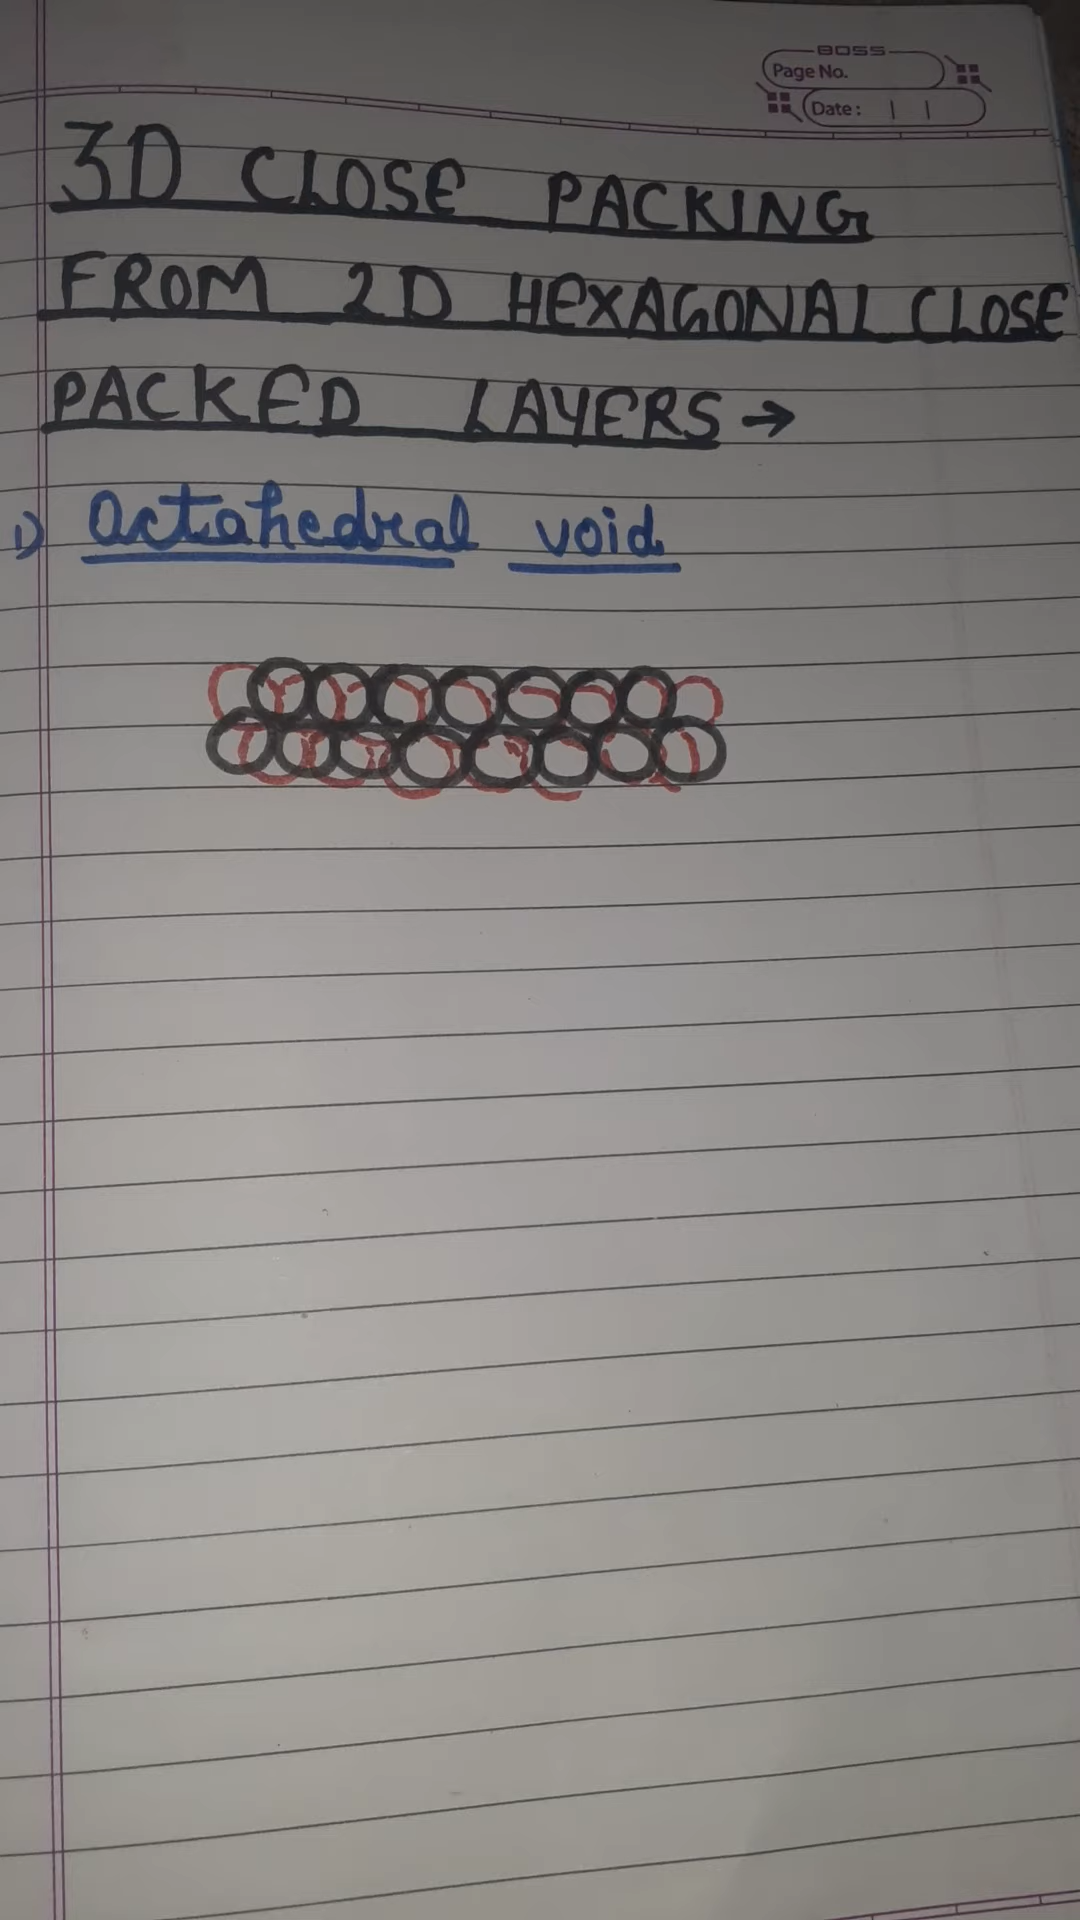 BOSS
Page No.
Date:
3D CLOSE PACKING
FROM 2D HEXAGONAL CLOSE
PACKED LAYERS →
1) Octahedral void